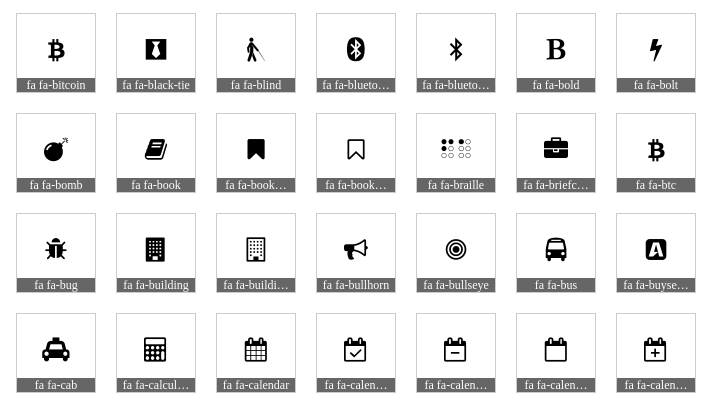 fa fa-bitcoin
fa fa-black-tie
fa fa-blind
fa fa-blueto…
fa fa-blueto…
fa fa-bold
fa fa-bolt
fa fa-bomb
fa fa-book
fa fa-book…
fa fa-book…
fa fa-braille
fa fa-briefc…
fa fa-btc
fa fa-bug
fa fa-building
fa fa-buildi…
fa fa-bullhorn
fa fa-bullseye
fa fa-bus
fa fa-buyse…
fa fa-cab
fa fa-calcul…
fa fa-calendar
fa fa-calen…
fa fa-calen…
fa fa-calen…
fa fa-calen…